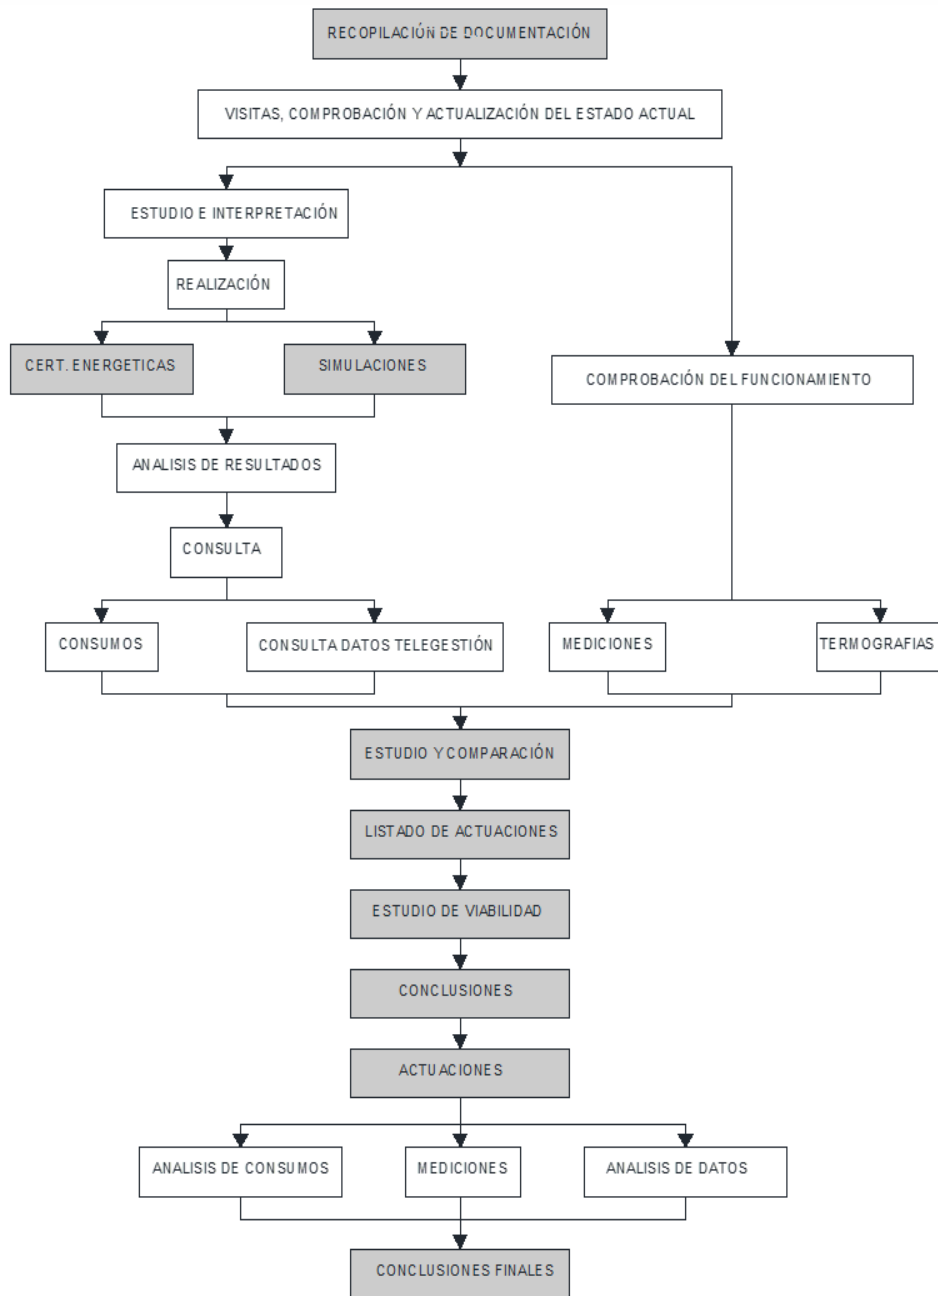 RECOPILACIÓN DE DOCUMENTACIÓN
VISITAS, COMPROBACIÓN Y ACTUALIZACIÓN DEL ESTADO ACTUAL
ESTUDIO E INTERPRETACIÓN
REALIZACIÓN
CERT. ENERGETICAS
SIMULACIONES
COMPROBACIÓN DEL FUNCIONAMIENTO
ANALISIS DE RESULTADOS
CONSULTA
CONSUMOS
CONSULTA DATOS TELEGESTIÓN
MEDICIONES
TERMOGRAFIAS
ESTUDIO Y COMPARACIÓN
LISTADO DE ACTUACIONES
ESTUDIO DE VIABILIDAD
CONCLUSIONES
ACTUACIONES
ANALISIS DE CONSUMOS
MEDICIONES
ANALISIS DE DATOS
CONCLUSIONES FINALES